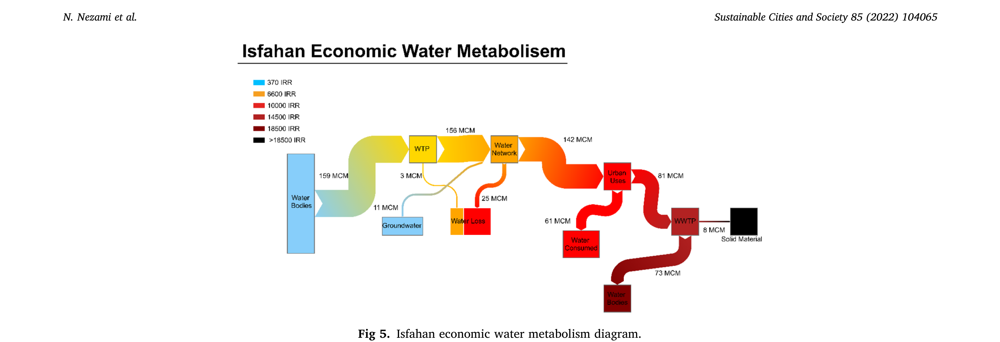 N. Nezami et al.
Sustainable Cities and Society 85 (2022) 104065
Isfahan Economic Water Metabolisem
370 IRR
6600 IRR
10000 IRR
14500 IRR
18500 IRR
>18500 IRR
156 MCM
142 MCM
WTP
Water
Network
159 MCM
3 MCM
Urban
Uses
81 MCM
Water
Bodies
25 MCM
11 MCM
Groundwater
Water Loss
61 MCM
WWTP
8 MCM
Solid Material
Water
Consumed
73 MCM
Water
Bodies
Fig 5. Isfahan economic water metabolism diagram.